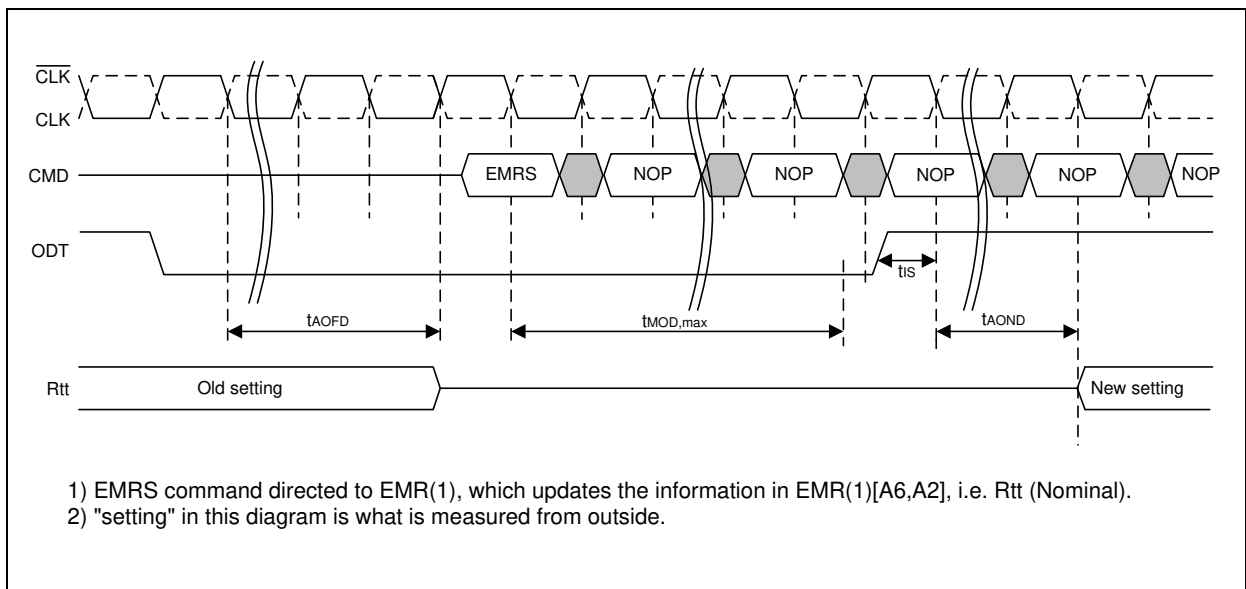 CLK
CLK
CMD EMRS NOP NOP NOP NOP NOP
ODT
tIS
tAOFD tMOD,max tAOND
Rtt Old setting New setting
1) EMRS command directed to EMR(1), which updates the information in EMR(1)[A6,A2], i.e. Rtt (Nominal).
2) "setting" in this diagram is what is measured from outside.